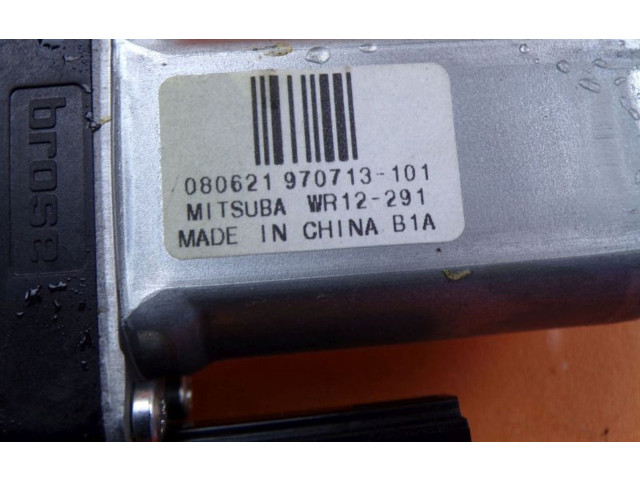 brose
080621 970713-101
MITSUBA WR12-291
MADE IN CHINA B1A